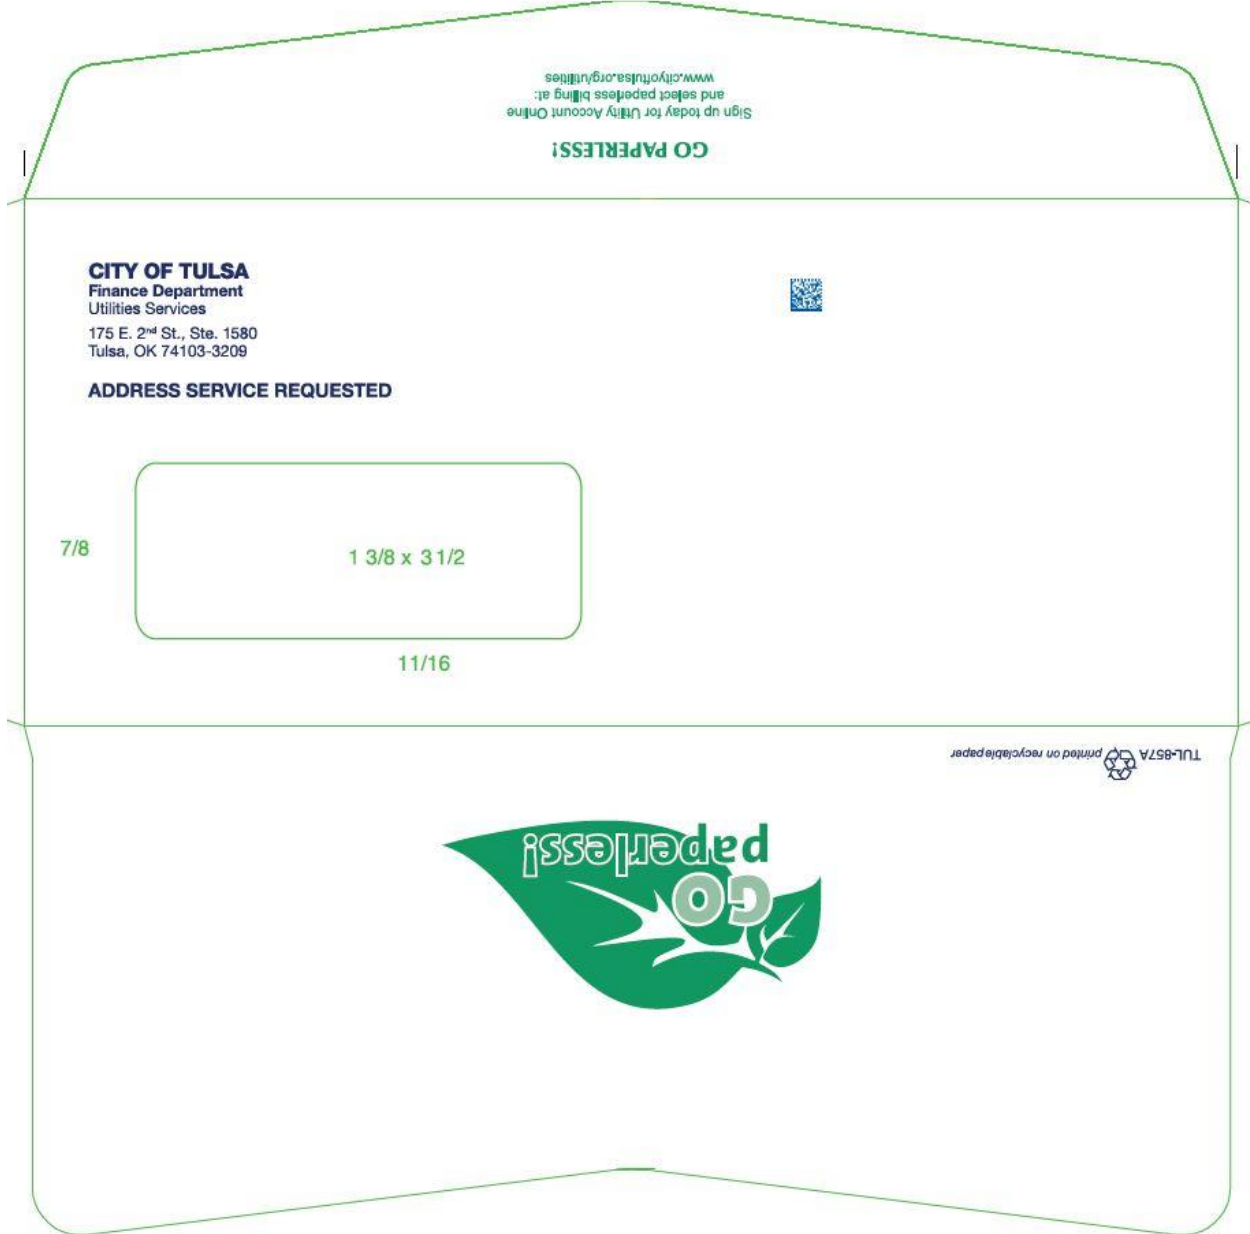 GO PAPERLESS!
Sign up today for Utility Account Online
and select paperless billing at:
www.cityoftulsa.org/utilities
CITY OF TULSA
Finance Department
Utilities Services
175 E. 2nd St., Ste. 1580
Tulsa, OK 74103-3209
ADDRESS SERVICE REQUESTED
7/8
1 3/8 x 3 1/2
11/16
TUL-857A printed on recyclable paper
GO
paperless!